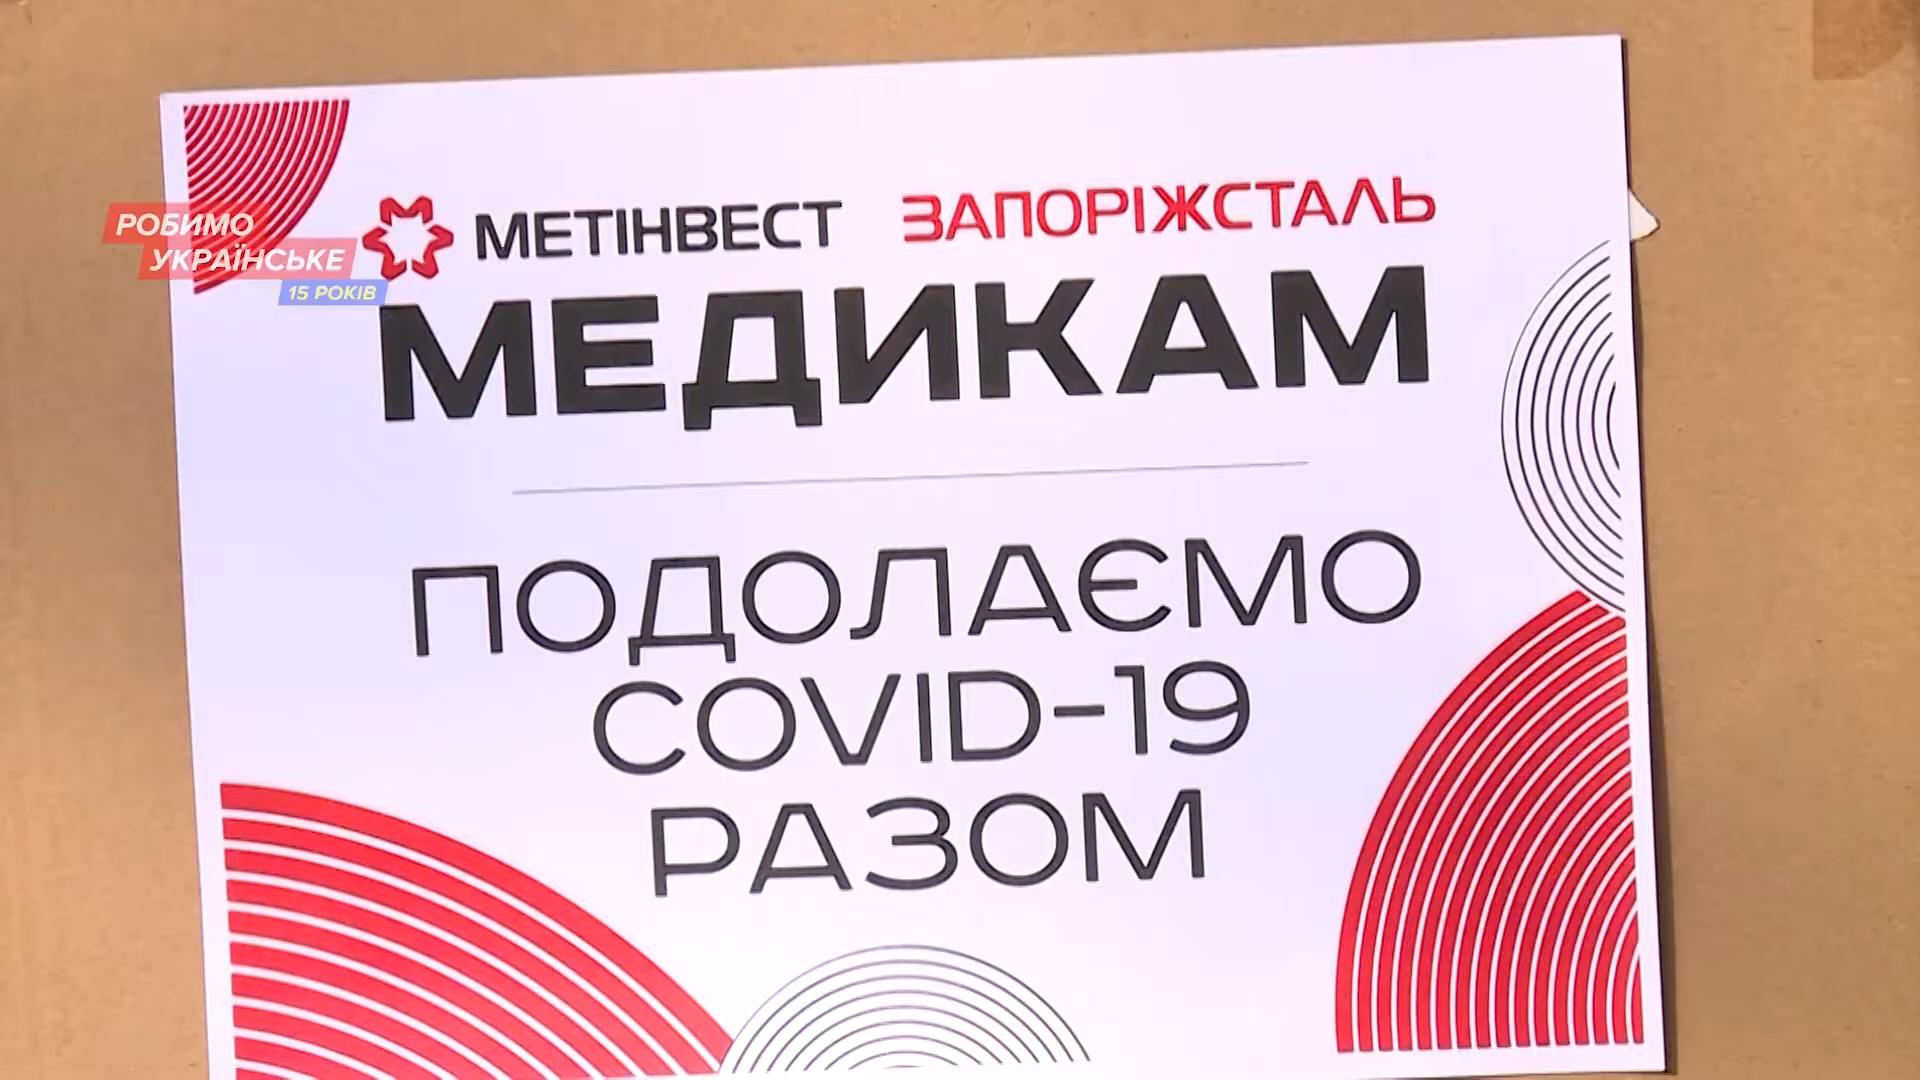 РОБИМО
УКРАЇНСЬКЕ
15 РОКІВ
МЕТІНВЕСТ ЗАПОРІЖСТАЛЬ
МЕДИКАМ
ПОДОЛАЄМО
COVID-19
РАЗОМ